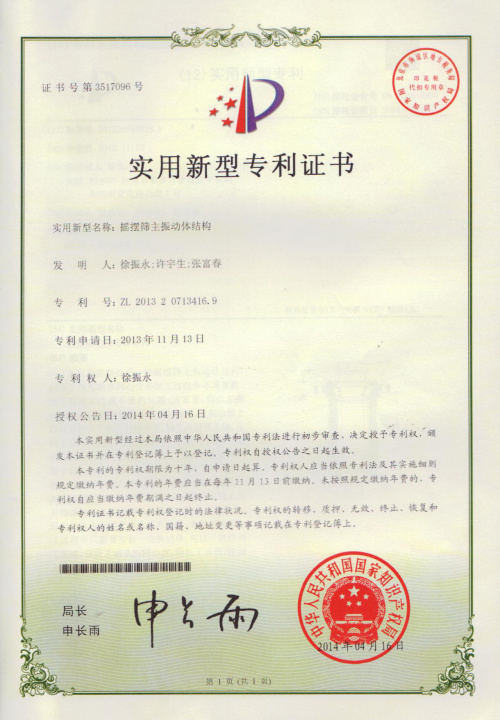 证书号第3517096号
印花税
代扣专用章
国家知识产权局
实用新型专利证书
实用新型名称：摇摆筛主振动体结构
发明人：徐振永;许宇生;张富春
专利号：ZL 2013 2 0713416.9
专利申请日：2013年11月13日
专利权人：徐振永
授权公告日：2014年04月16日
本实用新型经过本局依照中华人民共和国专利法进行初步审查，决定授予专利权，颁
发本证书并在专利登记簿上予以登记。专利权自授权公告之日起生效。
本专利的专利权期限为十年，自申请日起算。专利权人应当依照专利法及其实施细则
规定缴纳年费。本专利的年费应当在每年11月13日前缴纳。未按照规定缴纳年费的，专
利权自应当缴纳年费期满之日起终止。
专利证书记载专利权登记时的法律状况。专利权的转移、质押、无效、终止、恢复和
专利权人的姓名或名称、国籍、地址变更等事项记载在专利登记簿上。
局长
申长雨
申长雨
中华人民共和国国家知识产权局
2014年04月16日
第1页(共1页)